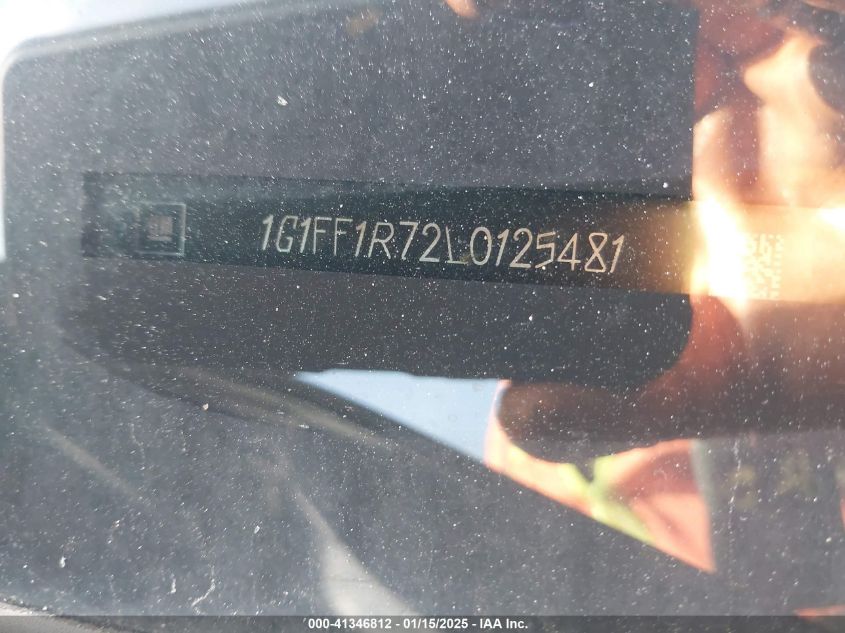 1G1FF1R72L0125481
000-41346812 - 01/15/2025 - IAA Inc.